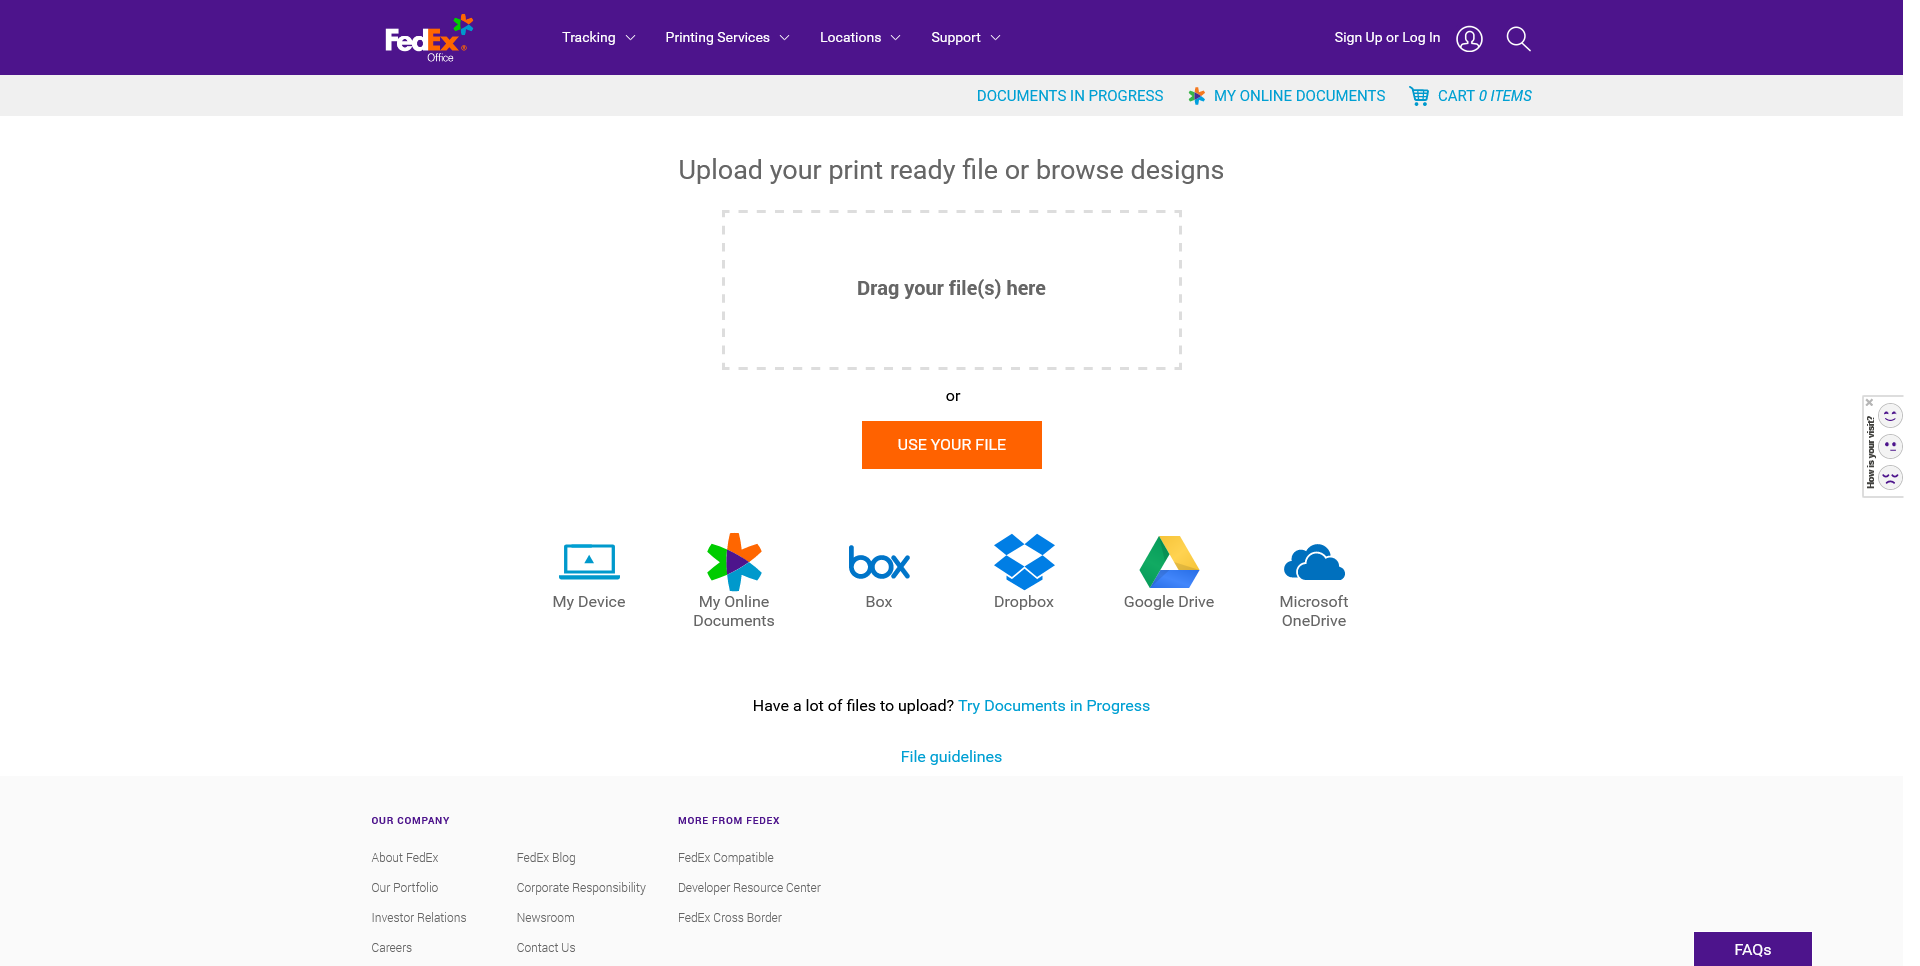 FedEx®
Office
Tracking
Printing Services
Locations
Support
Sign Up or Log In
DOCUMENTS IN PROGRESS
MY ONLINE DOCUMENTS
CART 0 ITEMS
Upload your print ready file or browse designs
Drag your file(s) here
or
USE YOUR FILE
How is your visit?
My Device
My Online
Documents
box
Box
Dropbox
Google Drive
Microsoft
OneDrive
Have a lot of files to upload? Try Documents in Progress
File guidelines
OUR COMPANY
About FedEx
Our Portfolio
Investor Relations
Careers
FedEx Blog
Corporate Responsibility
Newsroom
Contact Us
MORE FROM FEDEX
FedEx Compatible
Developer Resource Center
FedEx Cross Border
FAQs